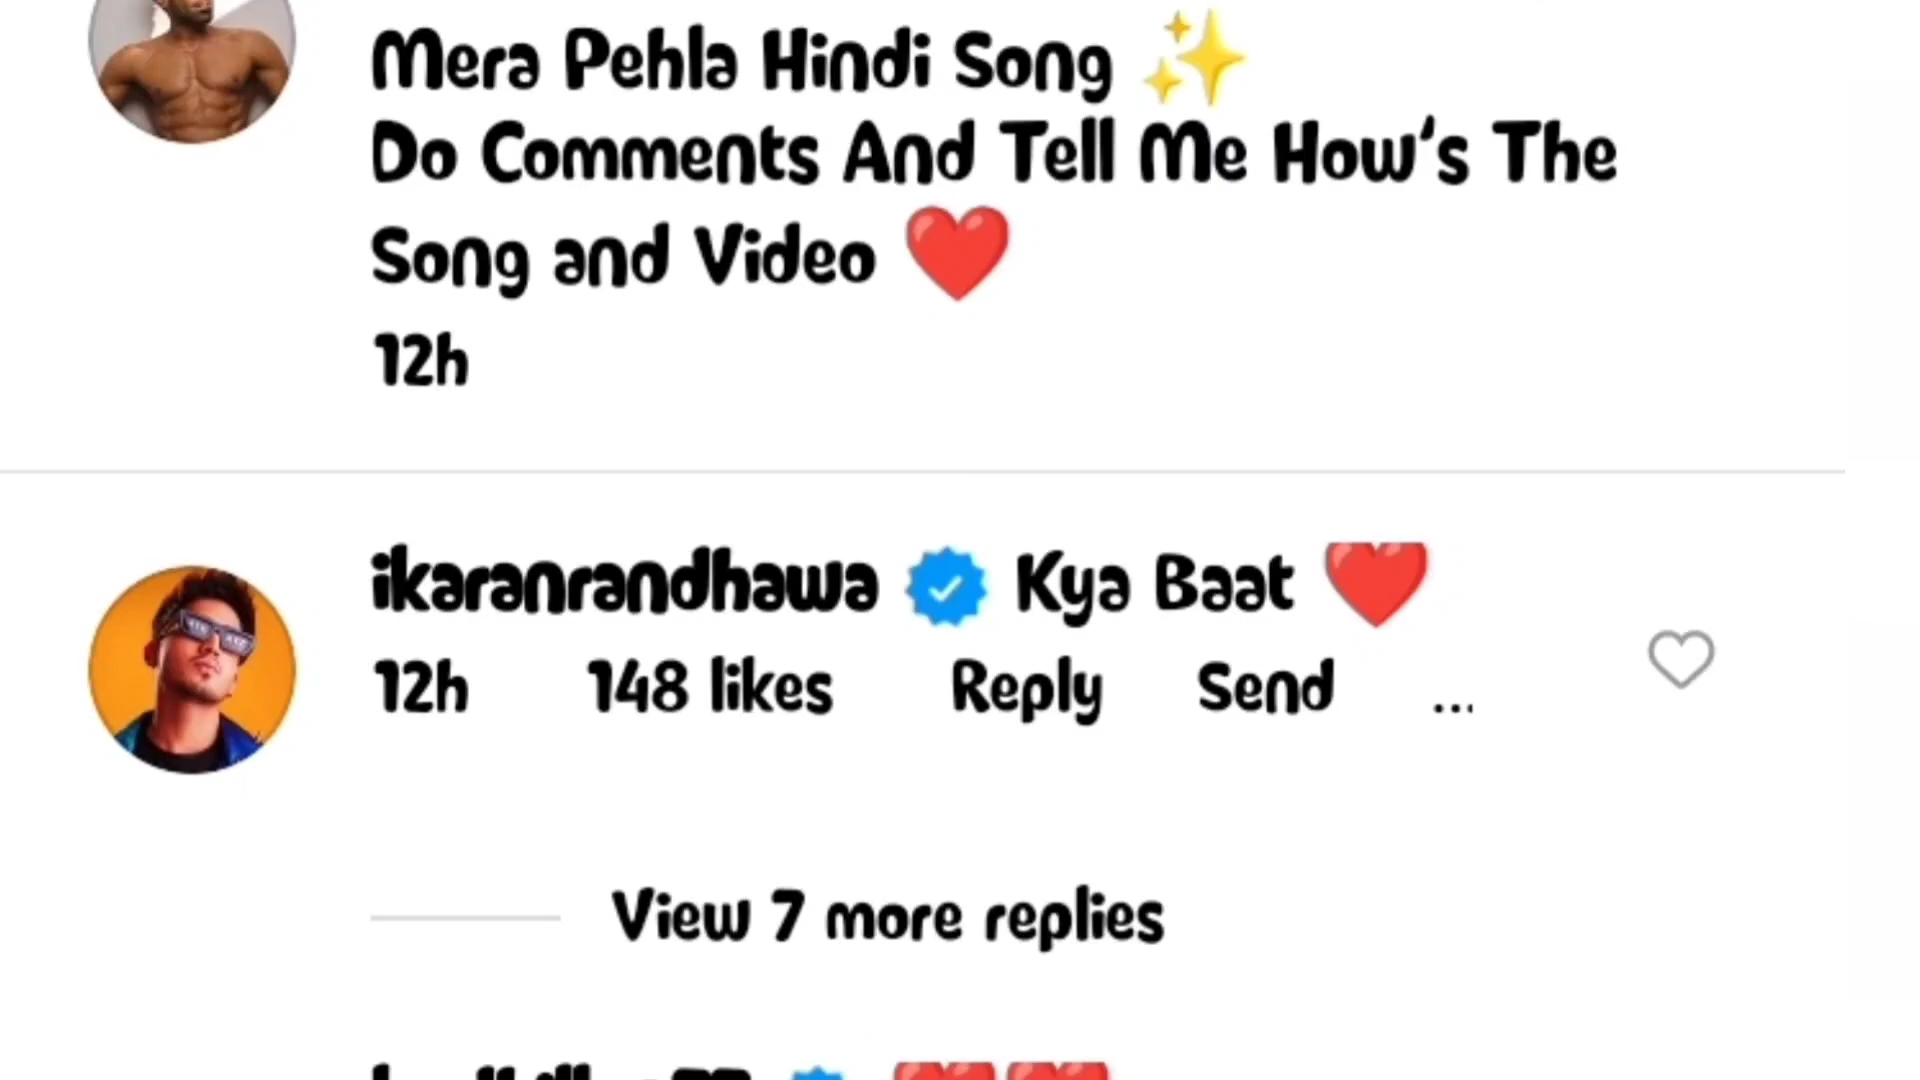 Mera Pehla Hindi Song ✨
Do Comments And Tell Me How's The
Song and Video ❤️
12h
ikaranrandhawa Kya Baat ❤️
12h 148 likes Reply Send ...
View 7 more replies